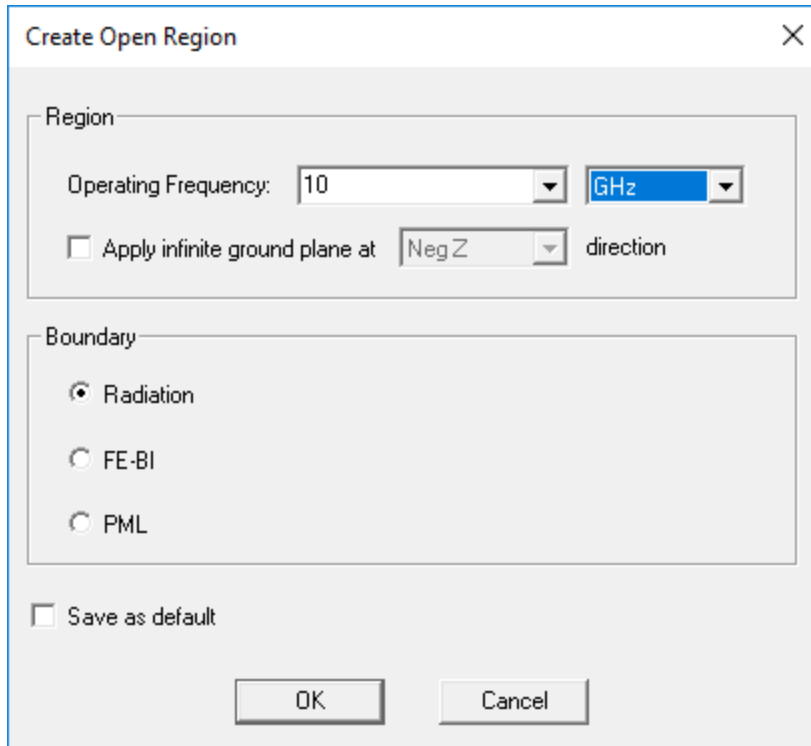 Create Open Region
Region
Operating Frequency: 10 GHz
Apply infinite ground plane at Neg Z direction
Boundary
Radiation
FE-BI
PML
Save as default
OK Cancel